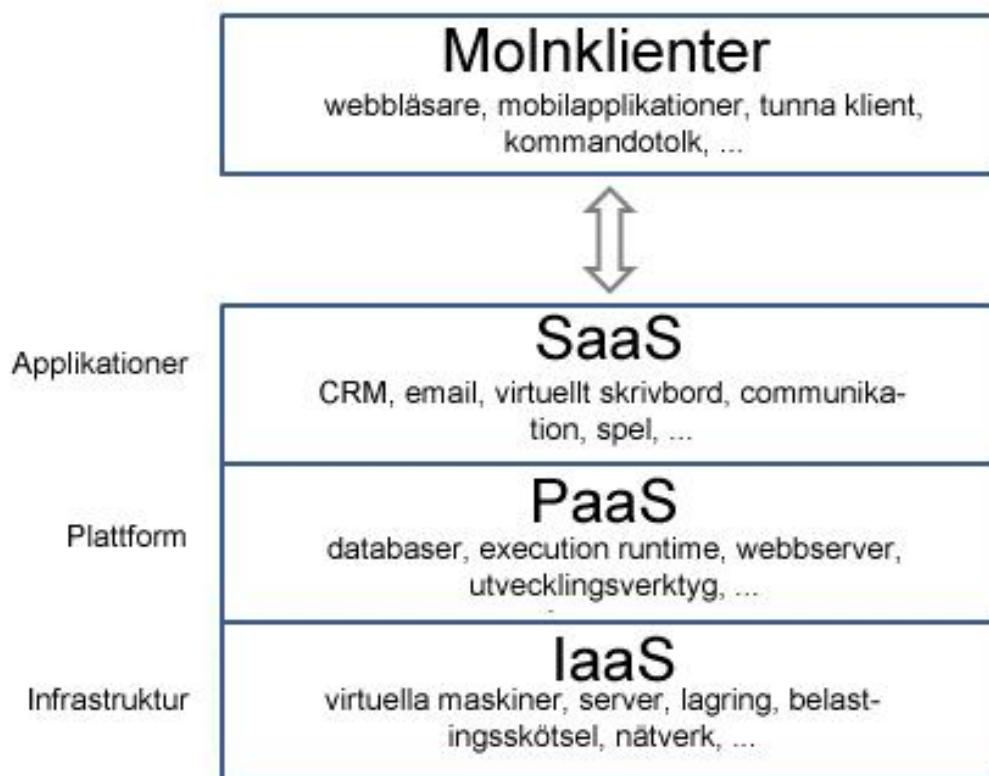 Molnklienter
webbläsare, mobilapplikationer, tunna klient,
kommandotolk, ...
Applikationer
SaaS
CRM, email, virtuellt skrivbord, communika-
tion, spel, ...
Plattform
PaaS
databaser, execution runtime, webbserver,
utvecklingsverktyg, ...
Infrastruktur
IaaS
virtuella maskiner, server, lagring, belast-
ingsskötsel, nätverk, ...